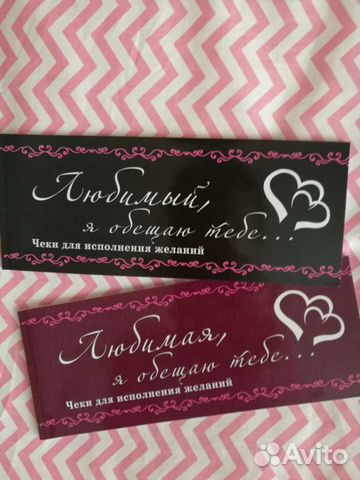 Любимый,
я обещаю тебе...
Чеки для исполнения желаний
Любимая,
я обещаю тебе...
Чеки для исполнения желаний
Avito